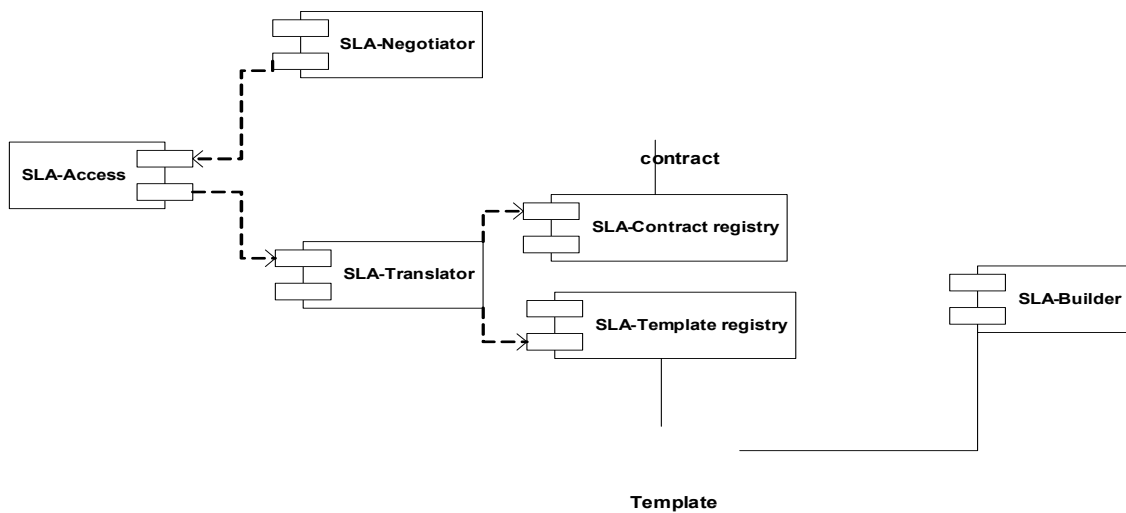 SLA-Negotiator
contract
SLA-Access
SLA-Contract registry
SLA-Translator
SLA-Builder
SLA-Template registry
Template